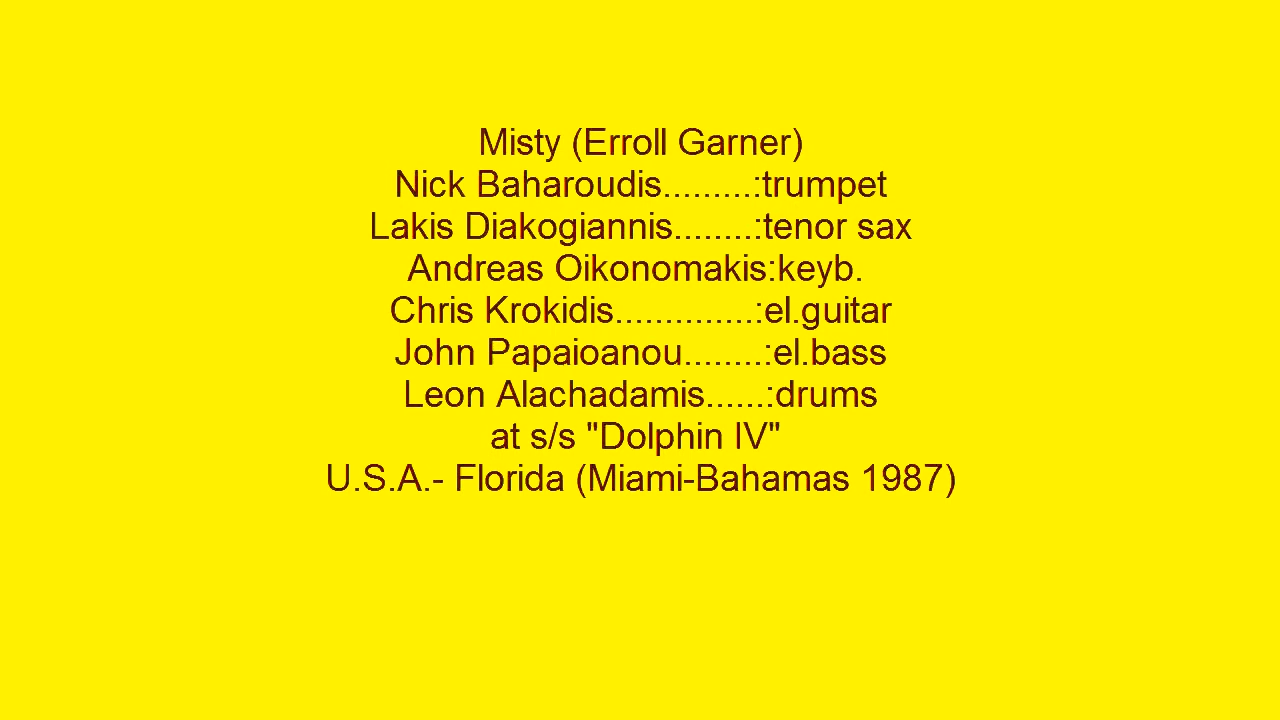 Misty (Erroll Garner)
Nick Baharoudis.........:trumpet
Lakis Diakogiannis........:tenor sax
Andreas Oikonomakis:keyb.
Chris Krokidis..............:el.guitar
John Papaioanou........:el.bass
Leon Alachadamis......:drums
at s/s "Dolphin IV"
U.S.A.- Florida (Miami-Bahamas 1987)